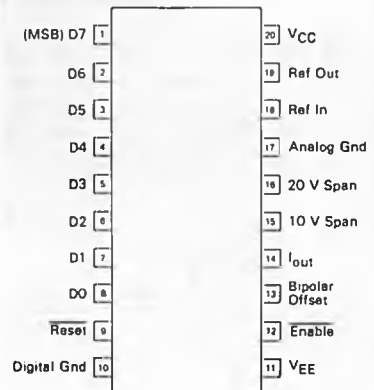 (MSB) D7 1
D6 2
D5 3
D4 4
D3 5
D2 6
D1 7
D0 8
Reset 9
Digital Gnd 10
20 VCC
19 Ref Out
18 Ref In
17 Analog Gnd
16 20 V Span
15 10 V Span
14 Iout
13 Bipolar
Offset
12 Enable
11 VEE